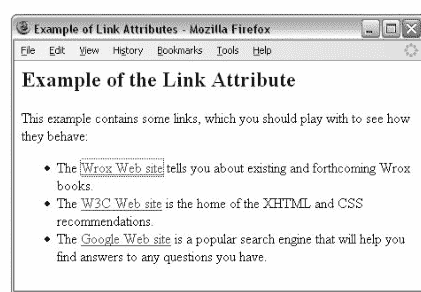 Example of Link Attributes - Mozilla Firefox
File Edit View History Bookmarks Tools Help
Example of the Link Attribute
This example contains some links, which you should play with to see how
they behave:
• The Wrox Web site tells you about existing and forthcoming Wrox
books.
• The W3C Web site is the home of the XHTML and CSS
recommendations.
• The Google Web site is a popular search engine that will help you
find answers to any questions you have.